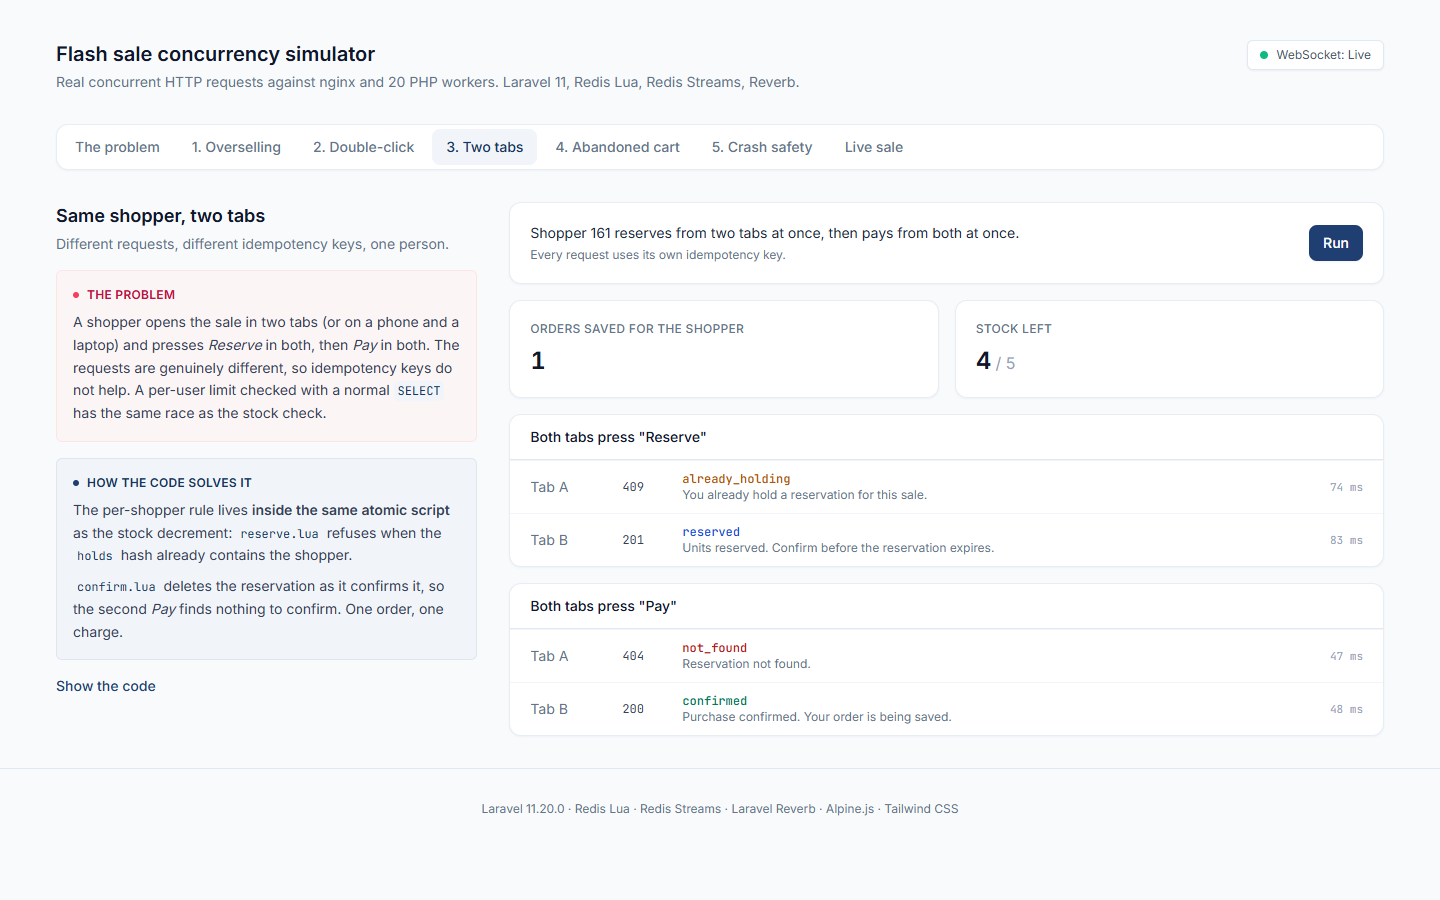 Flash sale concurrency simulator
WebSocket: Live
Real concurrent HTTP requests against nginx and 20 PHP workers. Laravel 11, Redis Lua, Redis Streams, Reverb.
The problem 1. Overselling 2. Double-click 3. Two tabs 4. Abandoned cart 5. Crash safety Live sale
Same shopper, two tabs
Different requests, different idempotency keys, one person.
THE PROBLEM
A shopper opens the sale in two tabs (or on a phone and a
laptop) and presses Reserve in both, then Pay in both. The
requests are genuinely different, so idempotency keys do
not help. A per-user limit checked with a normal SELECT
has the same race as the stock check.
HOW THE CODE SOLVES IT
The per-shopper rule lives inside the same atomic script
as the stock decrement: reserve.lua refuses when the
holds hash already contains the shopper.
confirm.lua deletes the reservation as it confirms it, so
the second Pay finds nothing to confirm. One order, one
charge.
Show the code
Shopper 161 reserves from two tabs at once, then pays from both at once.
Every request uses its own idempotency key.
Run
ORDERS SAVED FOR THE SHOPPER
1
STOCK LEFT
4 / 5
Both tabs press "Reserve"
Tab A 409 already_holding 74 ms
You already hold a reservation for this sale.
Tab B 201 reserved 83 ms
Units reserved. Confirm before the reservation expires.
Both tabs press "Pay"
Tab A 404 not_found 47 ms
Reservation not found.
Tab B 200 confirmed 48 ms
Purchase confirmed. Your order is being saved.
Laravel 11.20.0 · Redis Lua · Redis Streams · Laravel Reverb · Alpine.js · Tailwind CSS